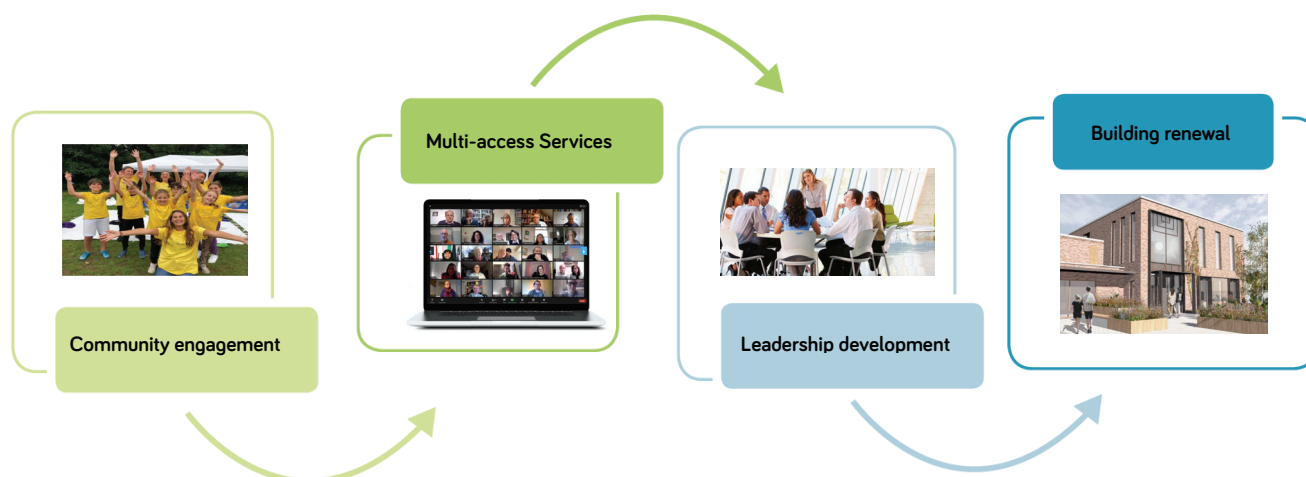 Community engagement
Multi-access Services
Leadership development
Building renewal